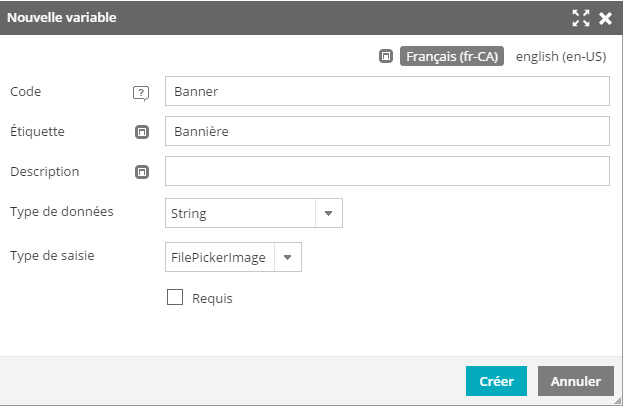 Nouvelle variable
Français (fr-CA) english (en-US)
Code ? Banner
Étiquette Bannière
Description
Type de données String
Type de saisie FilePickerImage
Requis
Créer Annuler